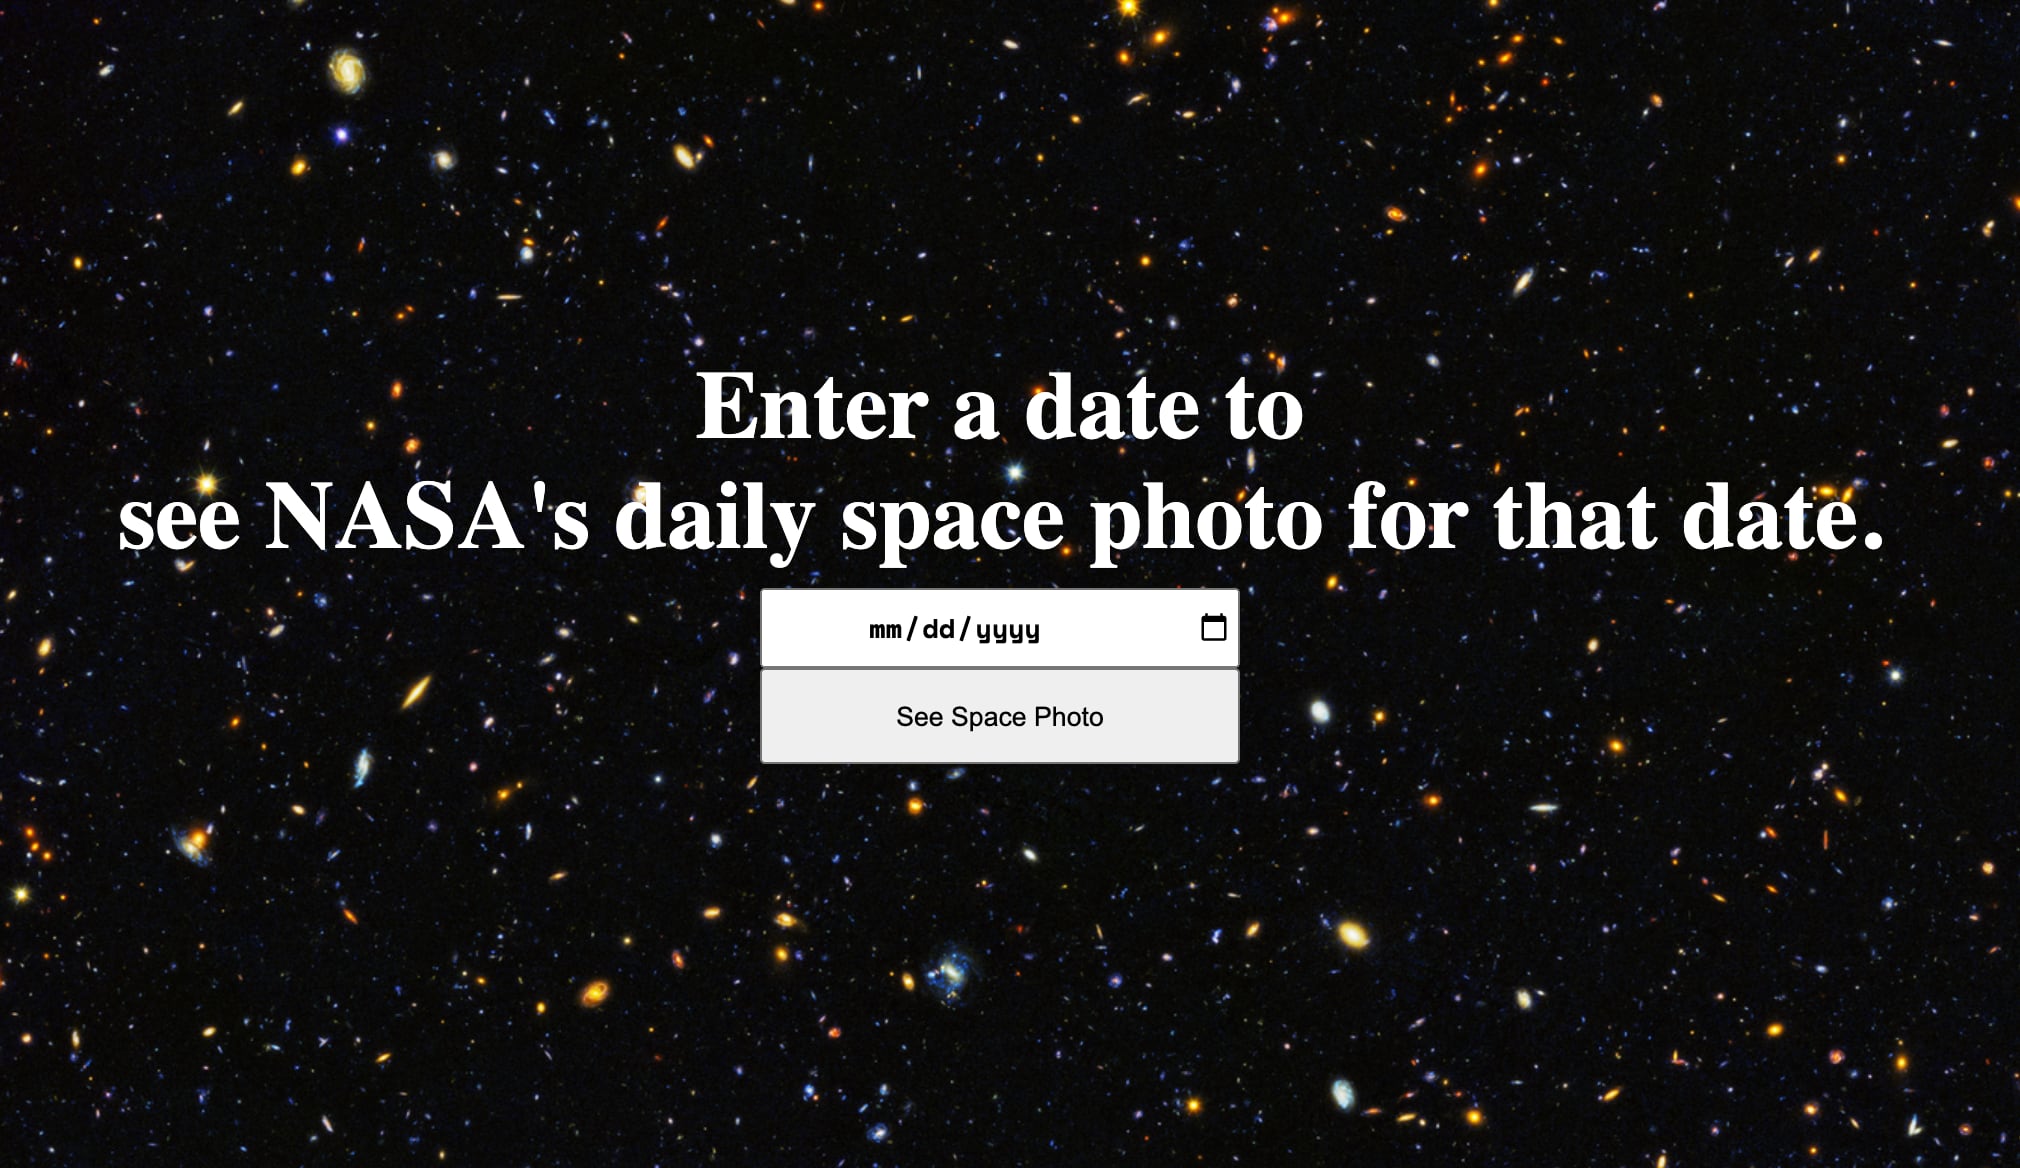 Enter a date to
see NASA's daily space photo for that date.
mm/dd/yyyy
See Space Photo